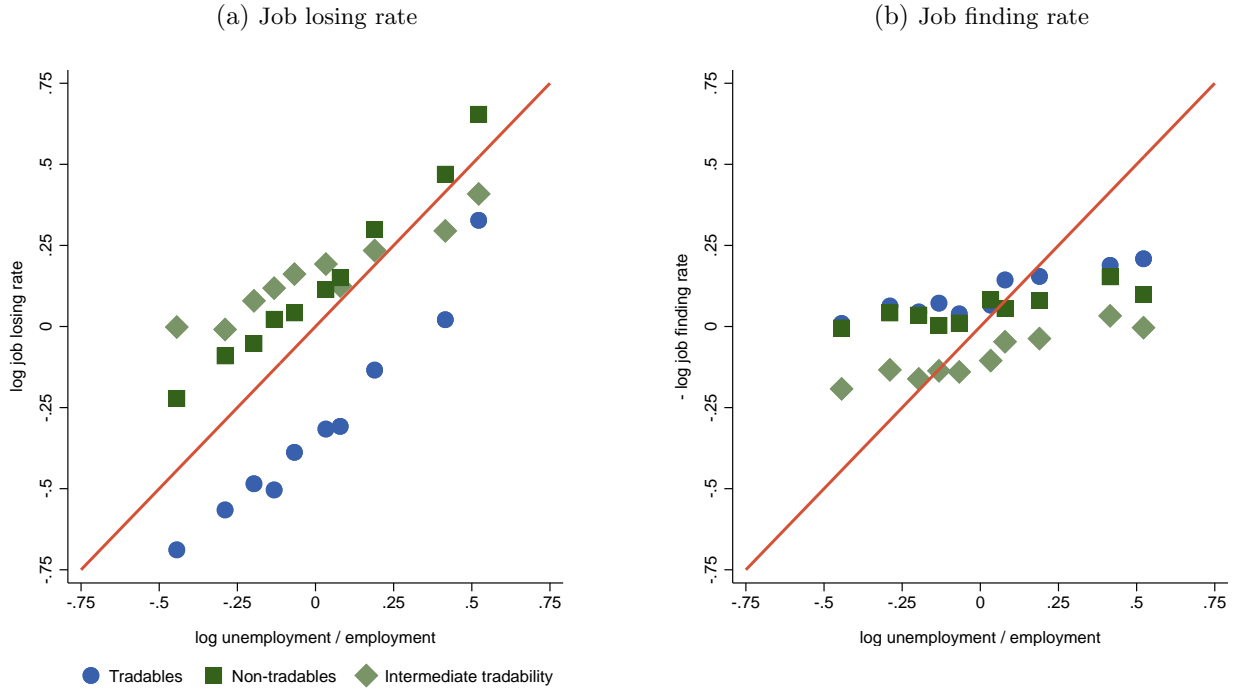 (a) Job losing rate
(b) Job finding rate
log job losing rate
-.75 -.5 -.25 0 .25 .5 .75
-.75 -.5 -.25 0 .25 .5 .75
log unemployment / employment
- log job finding rate
-.75 -.5 -.25 0 .25 .5 .75
-.75 -.5 -.25 0 .25 .5 .75
log unemployment / employment
Tradables Non-tradables Intermediate tradability